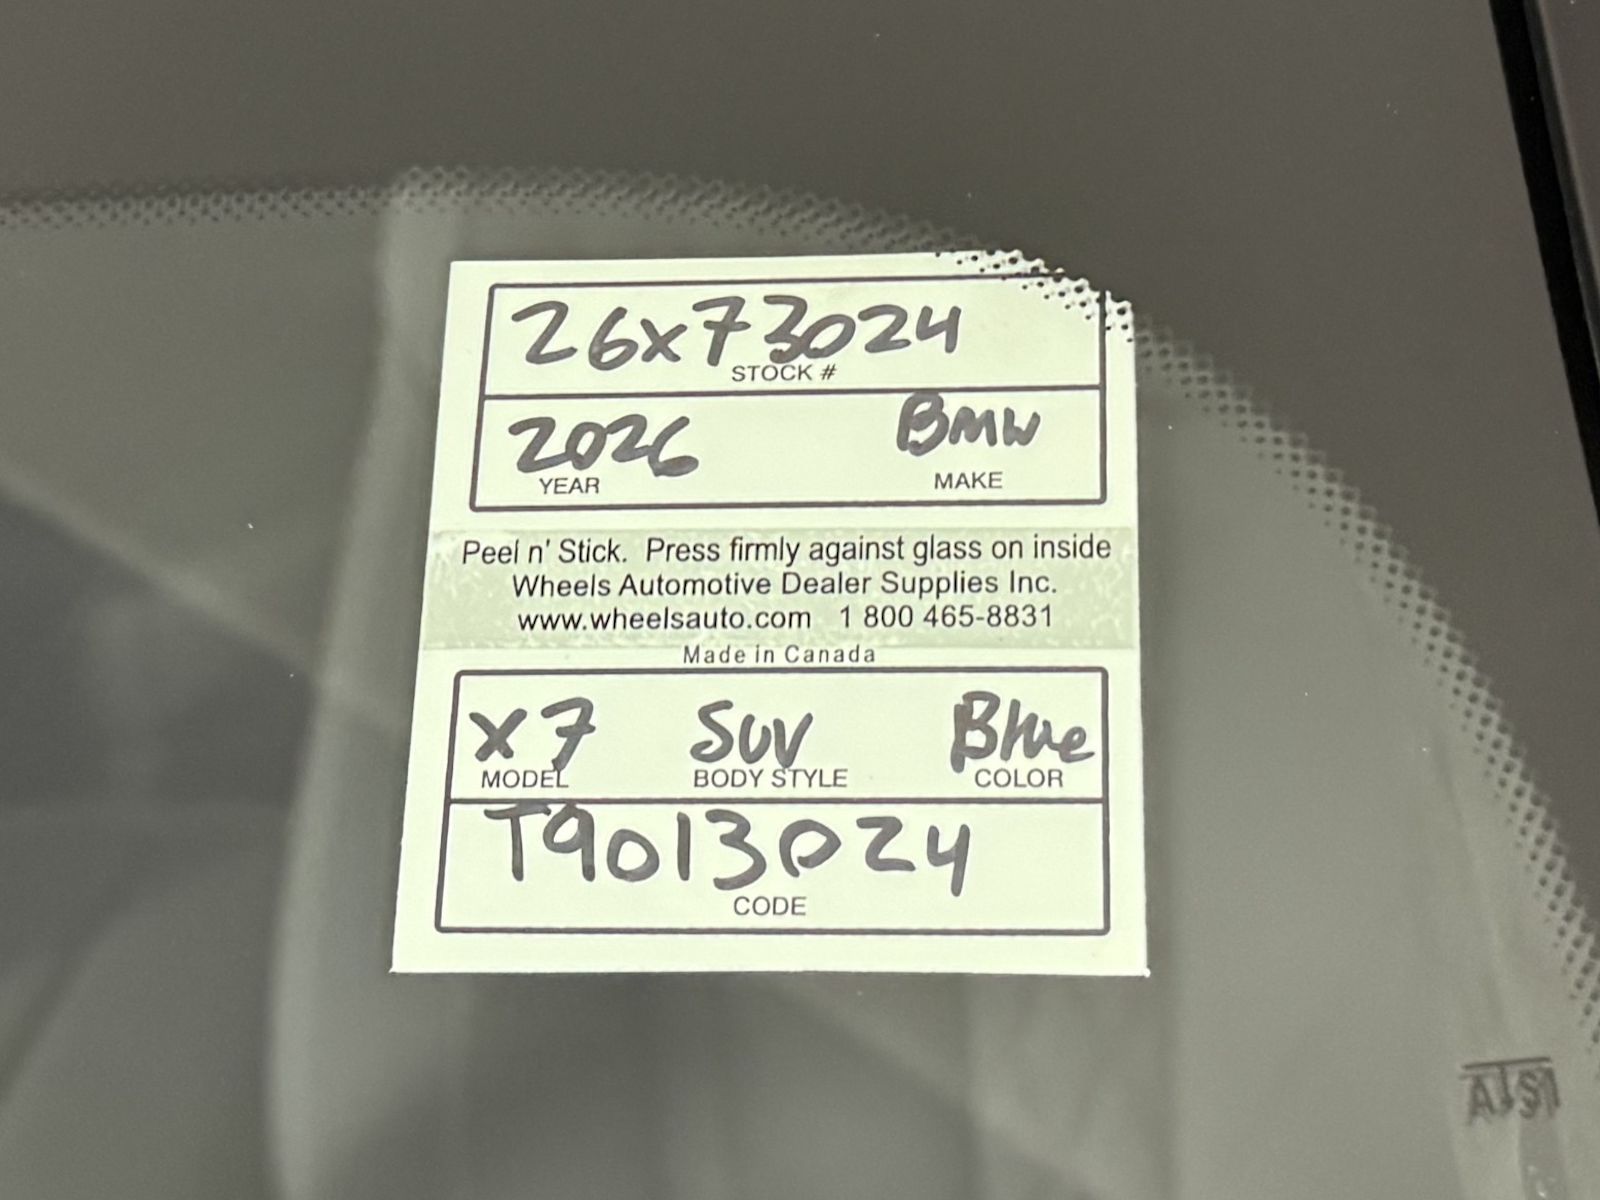 26x73024
STOCK #
2026 BMW
YEAR MAKE
Peel n' Stick. Press firmly against glass on inside
Wheels Automotive Dealer Supplies Inc.
www.wheelsauto.com 1 800 465-8831
Made in Canada
X7 SUV Blue
MODEL BODY STYLE COLOR
T9013024
CODE
AIS1